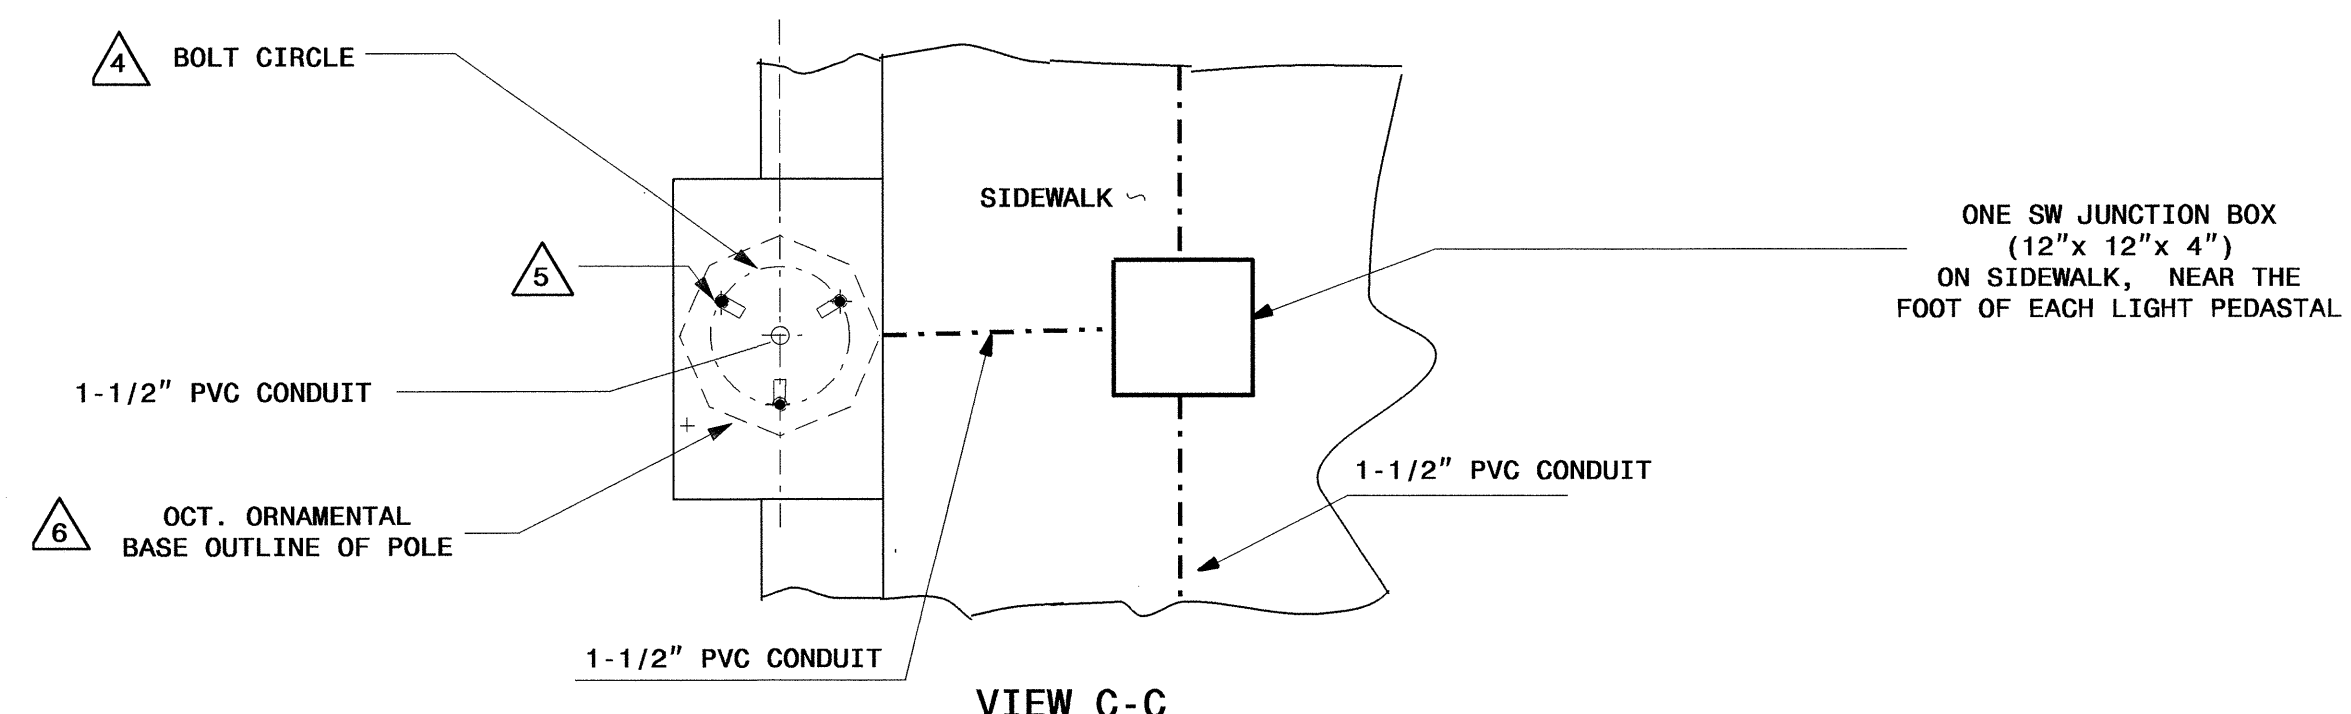 4 BOLT CIRCLE
SIDEWALK
5
ONE SW JUNCTION BOX
(12"x 12"x 4")
ON SIDEWALK, NEAR THE
FOOT OF EACH LIGHT PEDASTAL
1-1/2" PVC CONDUIT
1-1/2" PVC CONDUIT
6 OCT. ORNAMENTAL
BASE OUTLINE OF POLE
1-1/2" PVC CONDUIT
VIEW C-C